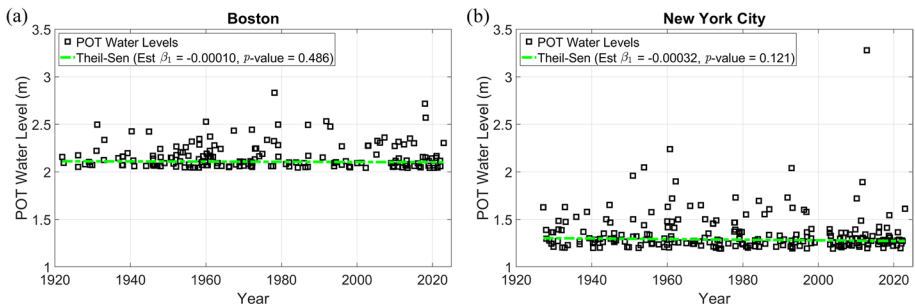 (a)
Boston
3.5
3
2.5
2
1.5
1
POT Water Level (m)
POT Water Levels
Theil-Sen (Est β₁ = -0.00010, p-value = 0.486)
1920 1940 1960 1980 2000 2020
Year
(b)
New York City
3.5
3
2.5
2
1.5
1
POT Water Level (m)
POT Water Levels
Theil-Sen (Est β₁ = -0.00032, p-value = 0.121)
1920 1940 1960 1980 2000 2020
Year